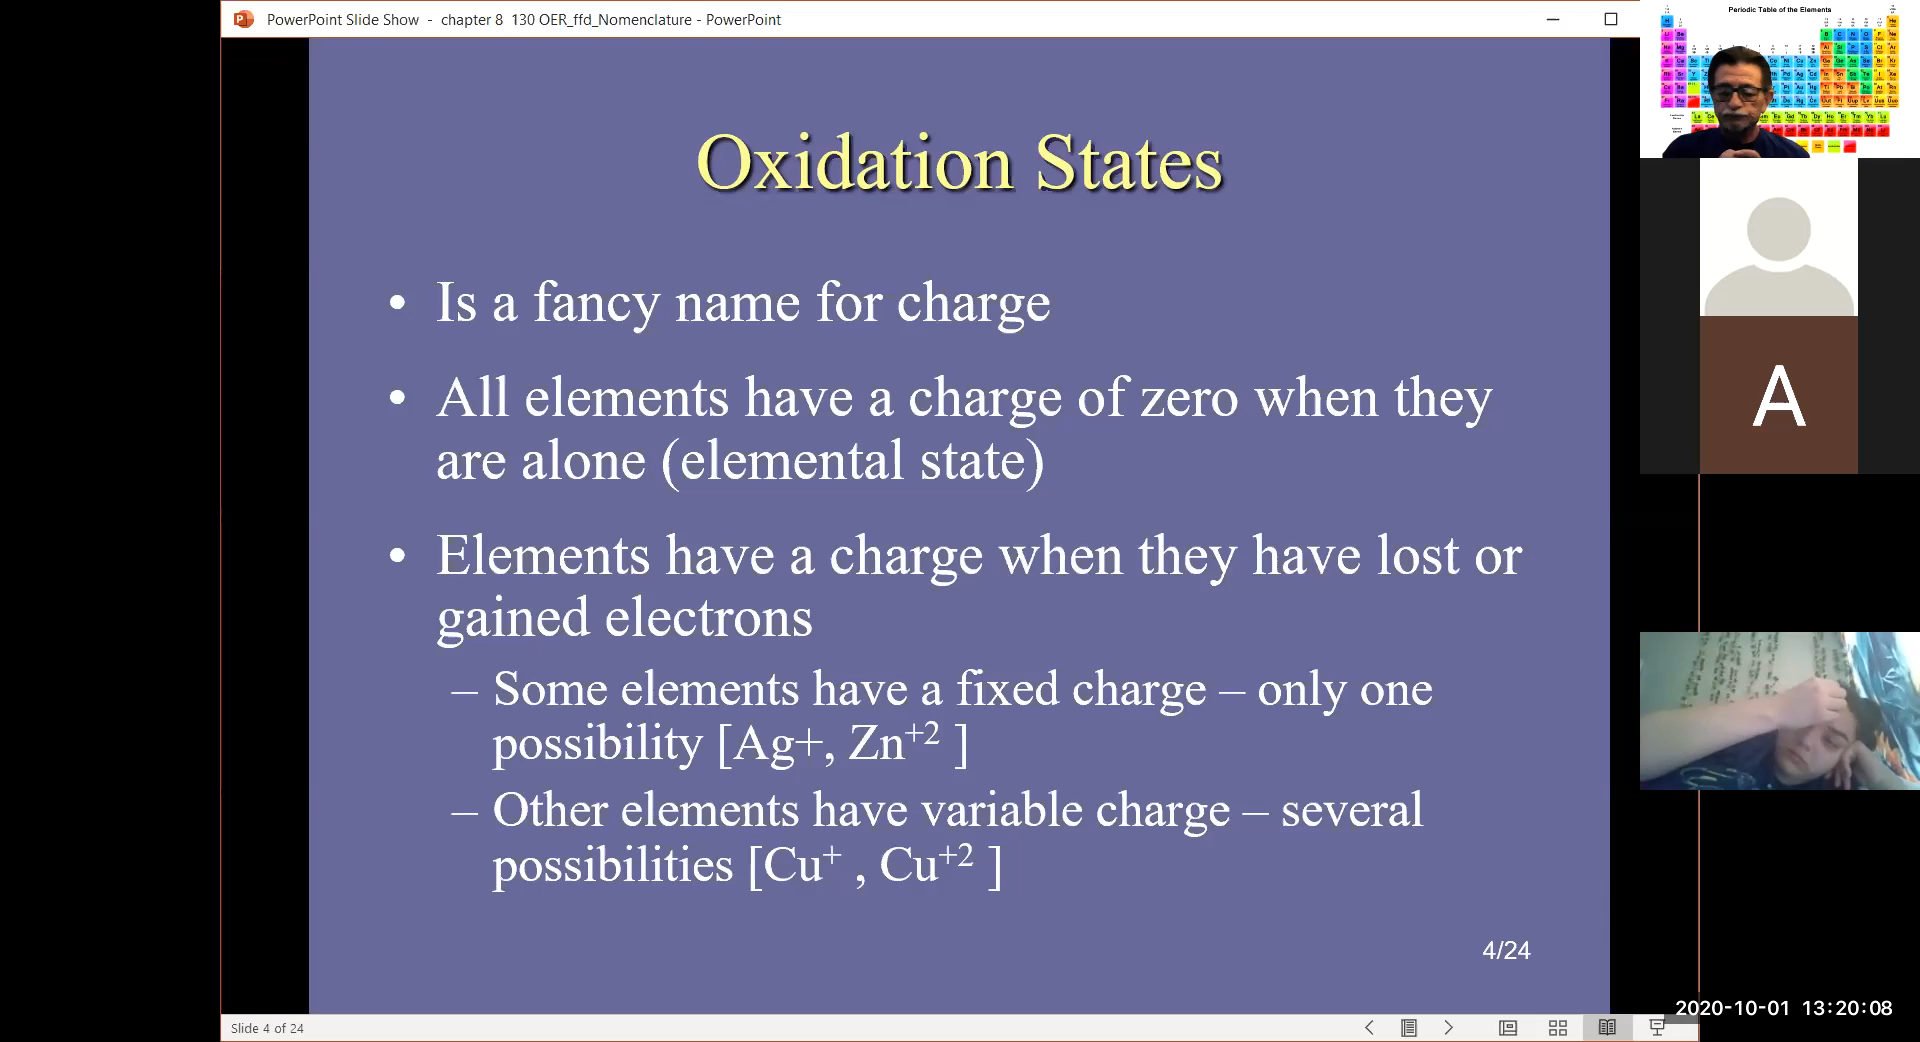 PowerPoint Slide Show - chapter 8 130 OER_ffd_Nomenclature - PowerPoint
Periodic Table of the Elements
Oxidation States
• Is a fancy name for charge
• All elements have a charge of zero when they
are alone (elemental state)
A
• Elements have a charge when they have lost or
gained electrons
– Some elements have a fixed charge – only one
possibility [Ag+, Zn⁺² ]
– Other elements have variable charge – several
possibilities [Cu⁺ , Cu⁺² ]
4/24
2020-10-01 13:20:08
Slide 4 of 24